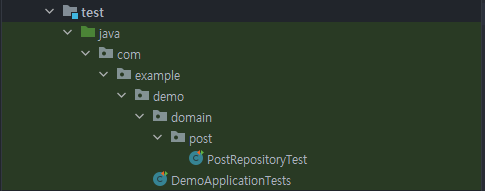 test
java
com
example
demo
domain
post
PostRepositoryTest
DemoApplicationTests